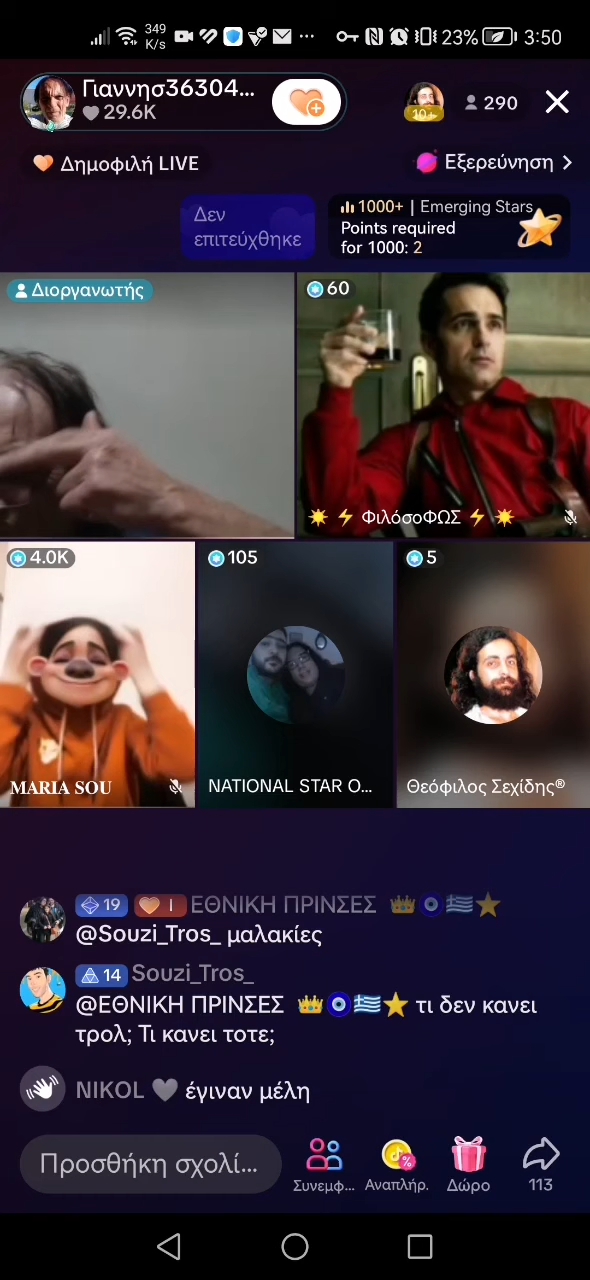 349
K/s
23%
3:50
Γιαννησ36304...
29.6K
10+
290
Δημοφιλή LIVE
Εξερεύνηση
Δεν
επιτεύχθηκε
1000+ | Emerging Stars
Points required
for 1000: 2
Διοργανωτής
60
ΦιλόσοΦΩΣ
4.0K
105
5
MARIA SOU
NATIONAL STAR O...
Θεόφιλος Σεχίδης®
19 I ΕΘΝΙΚΗ ΠΡΙΝΣΕΣ
@Souzi_Tros_ μαλακίες
14 Souzi_Tros_
@ΕΘΝΙΚΗ ΠΡΙΝΣΕΣ τι δεν κανει
τρολ; Τι κανει τοτε;
NIKOL έγιναν μέλη
Προσθήκη σχολί...
Συνεμφ...
Αναπλήρ.
Δώρο
113